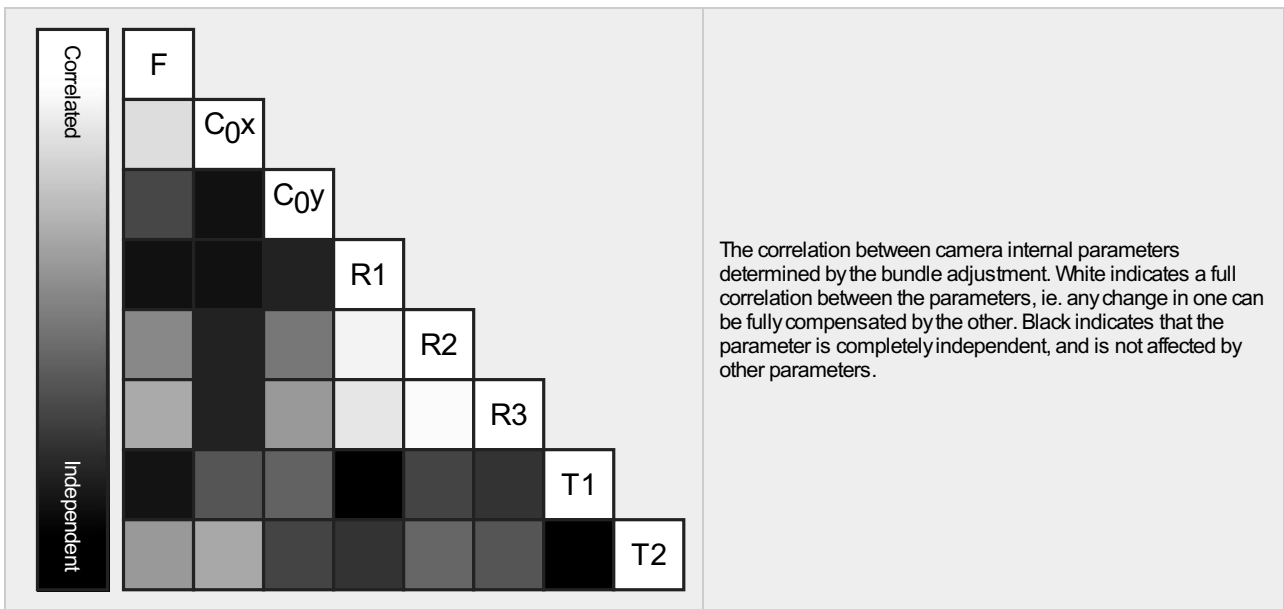 Correlated
Independent
F
C0x
C0y
R1
R2
R3
T1
T2
The correlation between camera internal parameters
determined by the bundle adjustment. White indicates a full
correlation between the parameters, ie. any change in one can
be fully compensated by the other. Black indicates that the
parameter is completely independent, and is not affected by
other parameters.